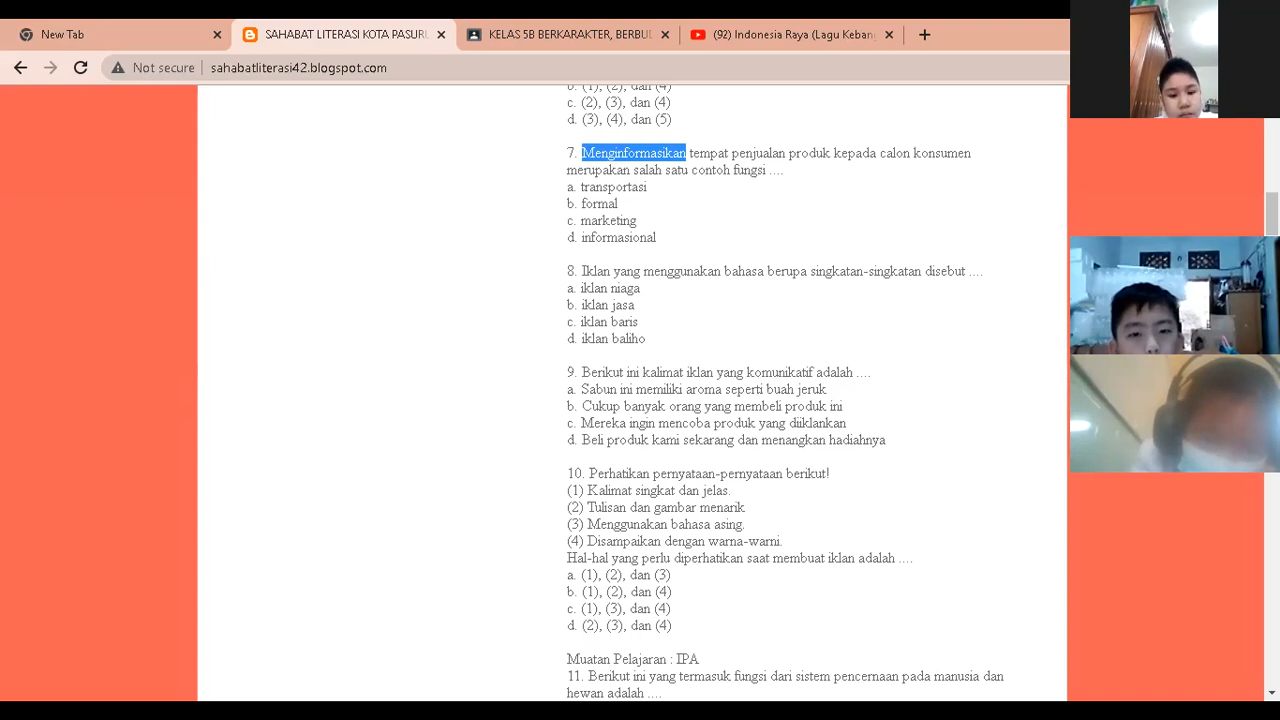 New Tab
SAHABAT LITERASI KOTA PASURU
KELAS 5B BERKARAKTER, BERBUD
(92) Indonesia Raya (Lagu Kebang
Not secure
sahabatliterasi42.blogspot.com
b. (1), (2), dan (4)
c. (2), (3), dan (4)
d. (3), (4), dan (5)
7. Menginformasikan tempat penjualan produk kepada calon konsumen
merupakan salah satu contoh fungsi ....
a. transportasi
b. formal
c. marketing
d. informasional
8. Iklan yang menggunakan bahasa berupa singkatan-singkatan disebut ....
a. iklan niaga
b. iklan jasa
c. iklan baris
d. iklan baliho
9. Berikut ini kalimat iklan yang komunikatif adalah ....
a. Sabun ini memiliki aroma seperti buah jeruk
b. Cukup banyak orang yang membeli produk ini
c. Mereka ingin mencoba produk yang diiklankan
d. Beli produk kami sekarang dan menangkan hadiahnya
10. Perhatikan pernyataan-pernyataan berikut!
(1) Kalimat singkat dan jelas.
(2) Tulisan dan gambar menarik.
(3) Menggunakan bahasa asing.
(4) Disampaikan dengan warna-warni.
Hal-hal yang perlu diperhatikan saat membuat iklan adalah ....
a. (1), (2), dan (3)
b. (1), (2), dan (4)
c. (1), (3), dan (4)
d. (2), (3), dan (4)
Muatan Pelajaran : IPA
11. Berikut ini yang termasuk fungsi dari sistem pencernaan pada manusia dan
hewan adalah ....